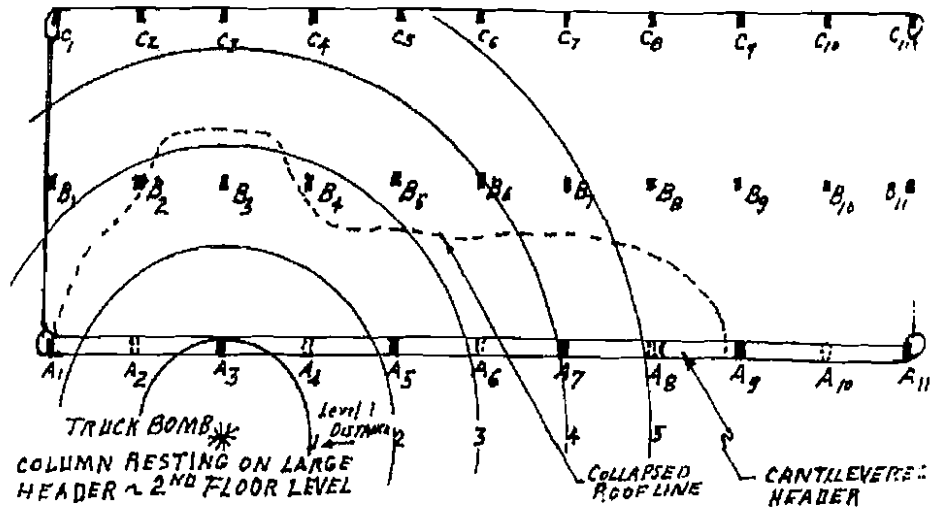 C1 C2 C3 C4 C5 C6 C7 C8 C9 C10 C11
B1 B2 B3 B4 B5 B6 B7 B8 B9 B10 B11
A1 A2 A3 A4 A5 A6 A7 A8 A9 A10 A11
TRUCK BOMB
Level 1
DISTANCE
1 2 3 4 5
COLUMN RESTING ON LARGE
HEADER ~ 2ND FLOOR LEVEL
COLLAPSED
ROOF LINE
CANTILEVERE
HEADER